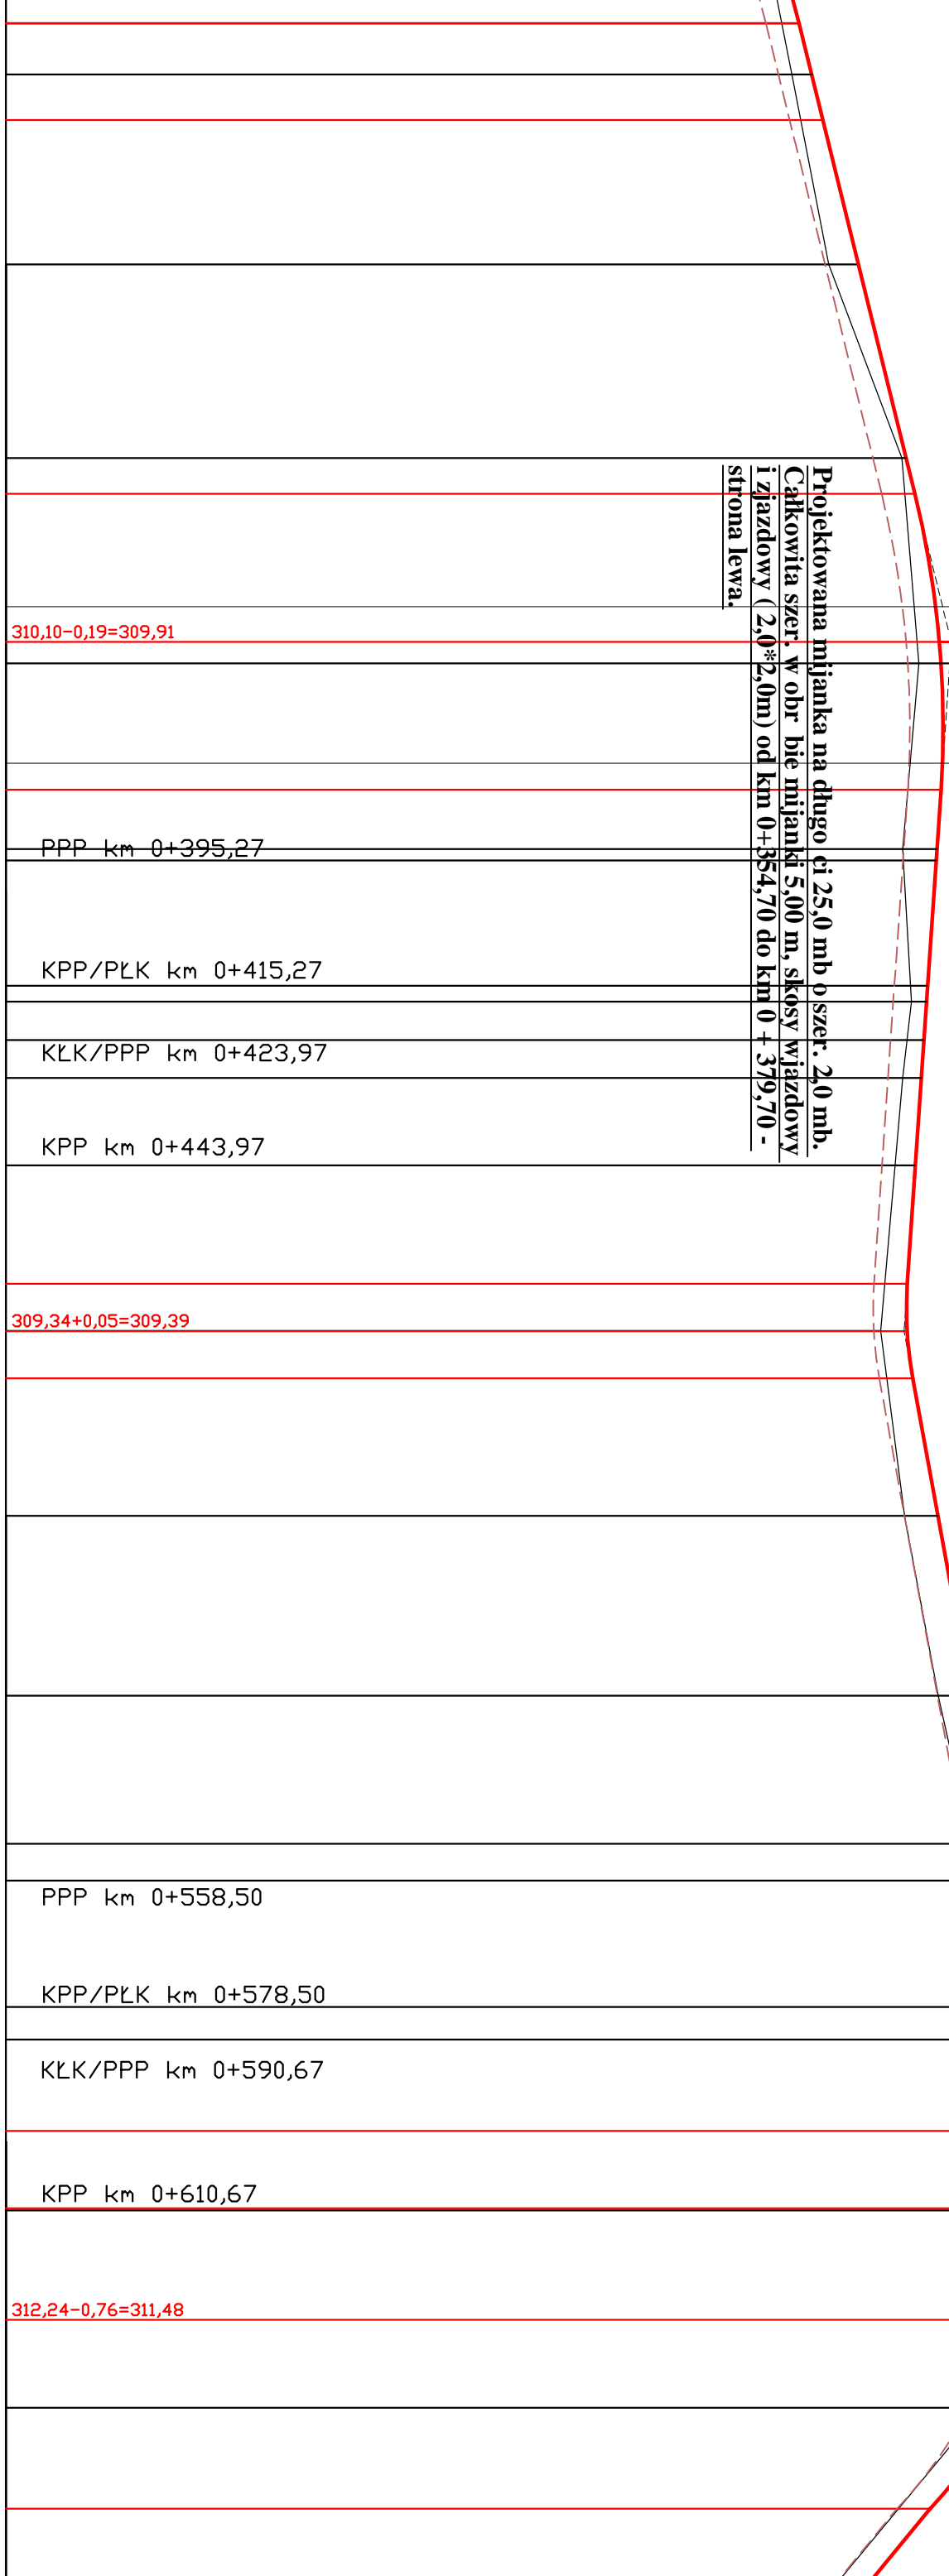 Projektowana mijanka na długo ci 25,0 mb o szer. 2,0 mb.
Całkowita szer. w obr bie mijanki 5,00 m, skosy wjazdowy
i zjazdowy ( 2,0*2,0m) od km 0+354,70 do km 0 + 379,70 -
strona lewa.
310,10-0,19=309,91
PPP km 0+395,27
KPP/PŁK km 0+415,27
KŁK/PPP km 0+423,97
KPP km 0+443,97
309,34+0,05=309,39
PPP km 0+558,50
KPP/PŁK km 0+578,50
KŁK/PPP km 0+590,67
KPP km 0+610,67
312,24-0,76=311,48